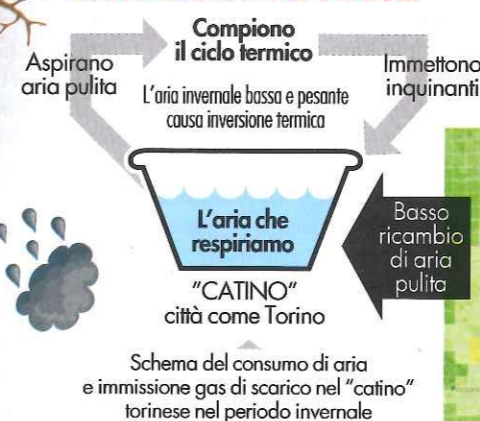 Compiono
il ciclo termico
Aspirano
aria pulita
Immettono
inquinanti
L'aria invernale bassa e pesante
causa inversione termica
L'aria che
respiriamo
Basso
ricambio
di aria
pulita
"CATINO"
città come Torino
Schema del consumo di aria
e immissione gas di scarico nel "catino"
torinese nel periodo invernale